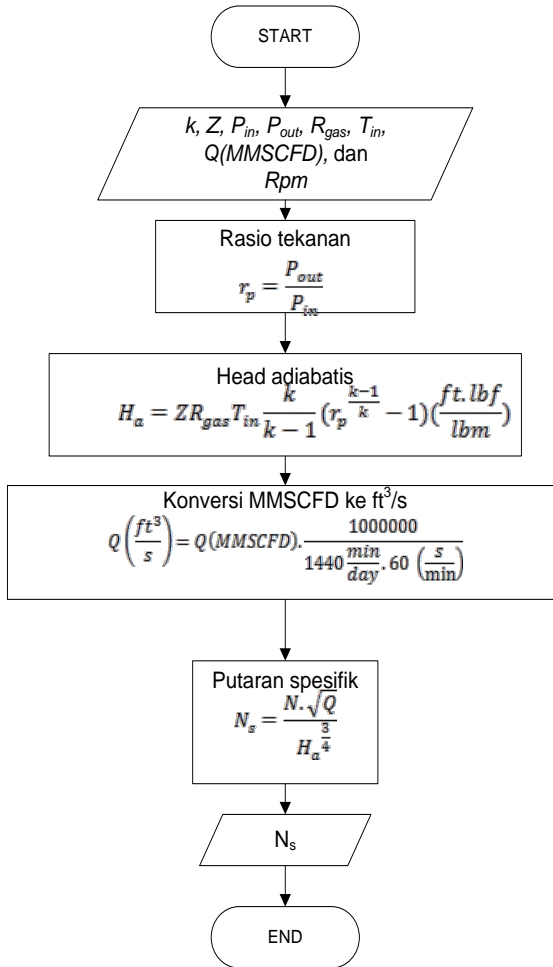 START
k, Z, P_in, P_out, R_gas, T_in,
Q(MMSCFD), dan
Rpm
Rasio tekanan
r_p = P_out / P_in
Head adiabatis
H_a = ZR_gas T_in k/(k − 1) (r_p^((k−1)/k) − 1)(ft.lbf/lbm)
Konversi MMSCFD ke ft³/s
Q (ft³/s) = Q(MMSCFD). 1000000 / (1440 min/day . 60 (s/min))
Putaran spesifik
N_s = N.√Q / H_a^(3/4)
N_s
END